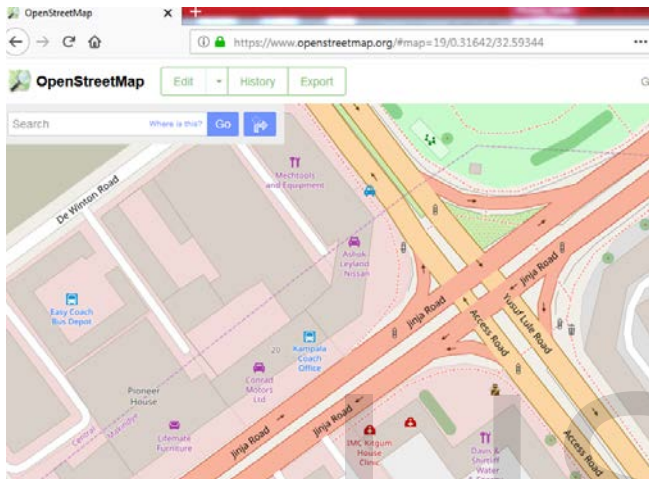 OpenStreetMap
https://www.openstreetmap.org/#map=19/0.31642/32.59344
OpenStreetMap
Edit
History
Export
G
Search
Where is this?
Go
De Winton Road
Mechtools
and Equipment
Ashok
Leyland
Nissan
Easy Coach
Bus Depot
Jinja Road
Jinja Road
Yusuf Lule Road
Access Road
20
Kampala
Coach
Office
Conrad
Motors
Ltd
Pioneer
House
Central
Makindye
Lifemate
Furniture
Jinja Road
Jinja Road
IMC Kitgum
House
Clinic
Davis &
Shirtliff
Water
Access Road